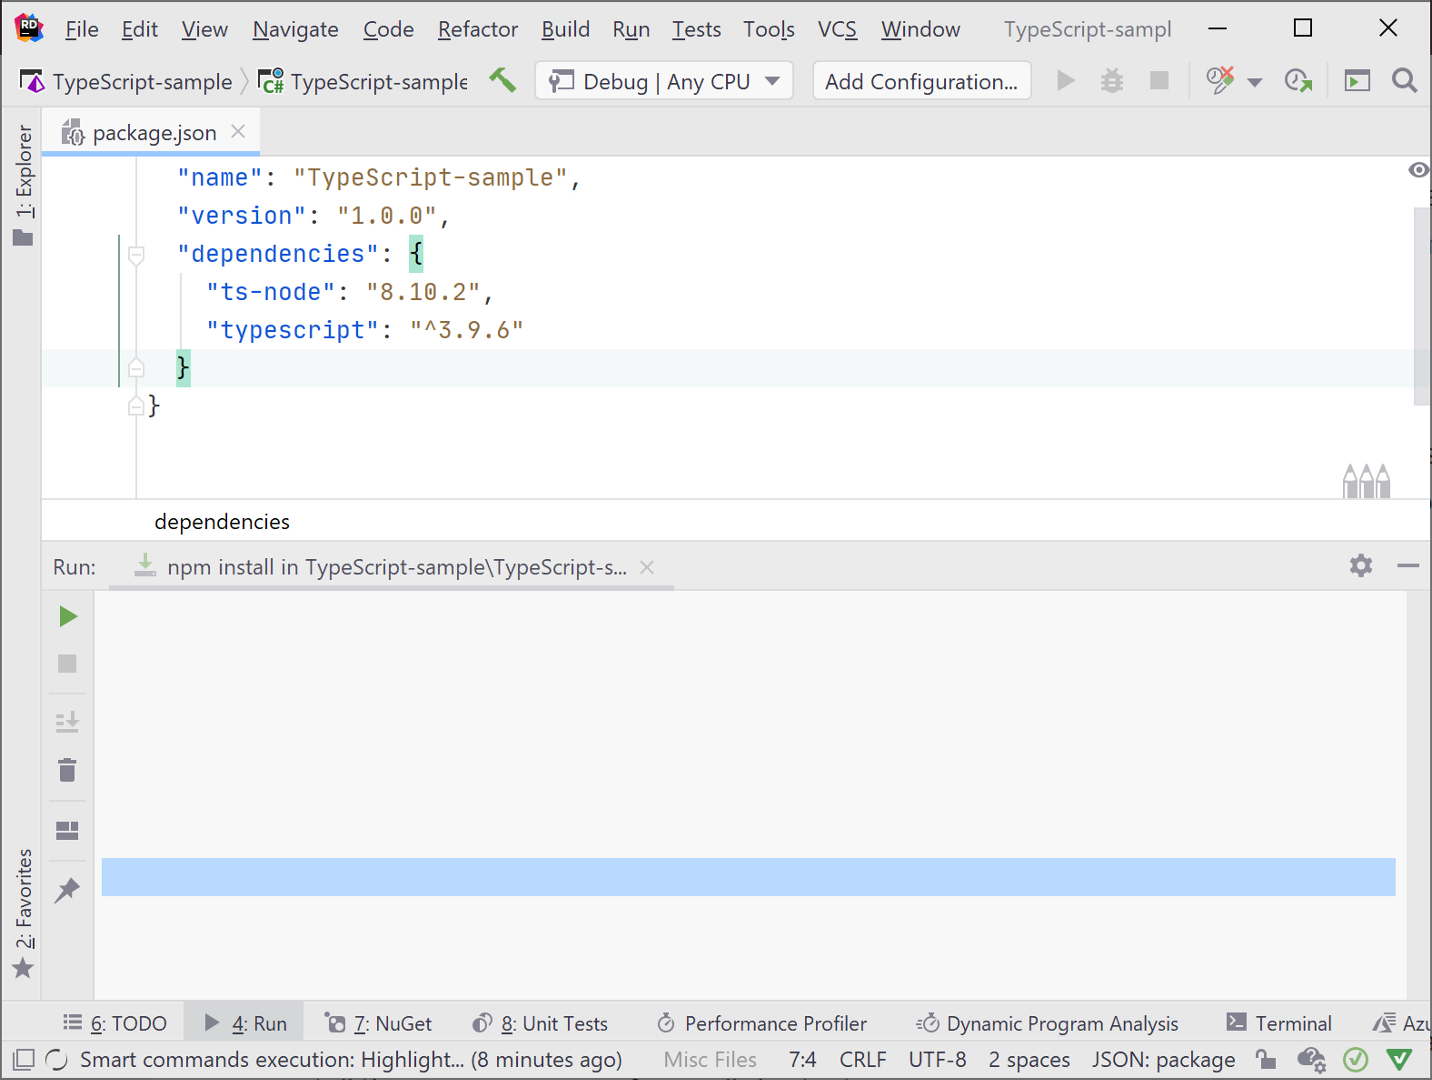 RD File Edit View Navigate Code Refactor Build Run Tests Tools VCS Window TypeScript-sampl
TypeScript-sample C# TypeScript-sample Debug | Any CPU Add Configuration...
package.json
1: Explorer
"name": "TypeScript-sample",
"version": "1.0.0",
"dependencies": {
"ts-node": "8.10.2",
"typescript": "^3.9.6"
}
}
dependencies
Run: npm install in TypeScript-sample\TypeScript-s...
2: Favorites
6: TODO 4: Run 7: NuGet 8: Unit Tests Performance Profiler Dynamic Program Analysis Terminal Azu
Smart commands execution: Highlight... (8 minutes ago) Misc Files 7:4 CRLF UTF-8 2 spaces JSON: package